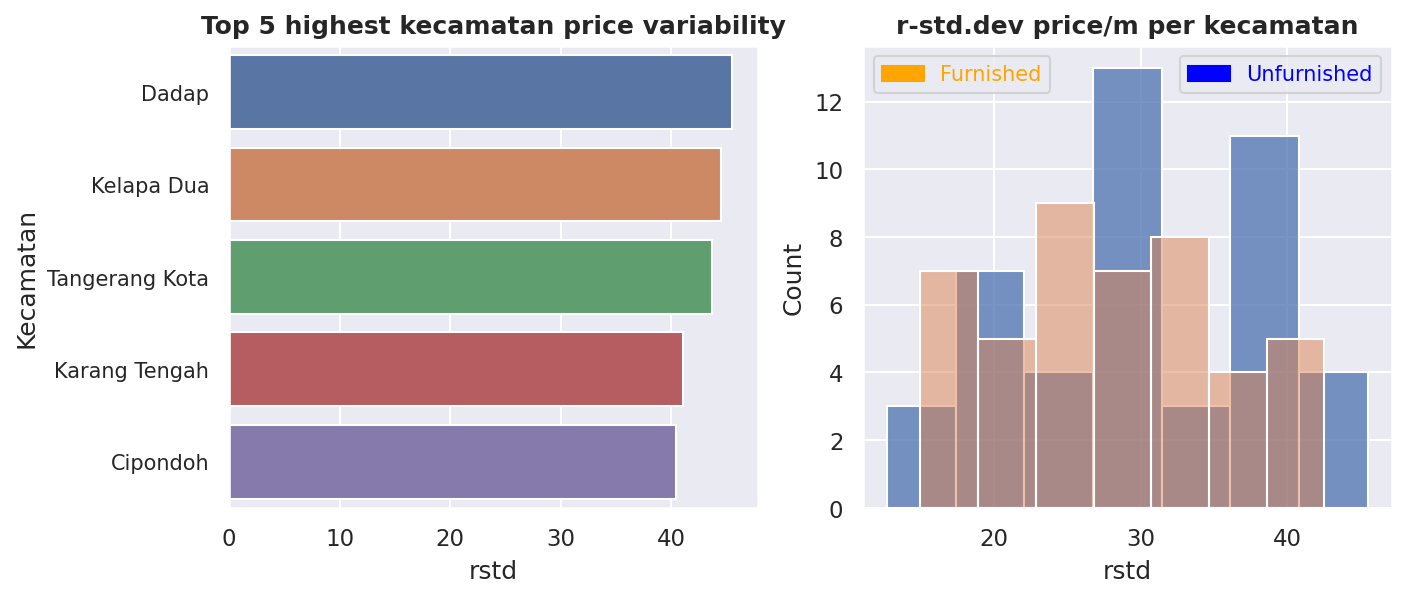 Top 5 highest kecamatan price variability
Kecamatan
Dadap
Kelapa Dua
Tangerang Kota
Karang Tengah
Cipondoh
0 10 20 30 40
rstd
r-std.dev price/m per kecamatan
Furnished
Unfurnished
Count
12
10
8
6
4
2
0
20 30 40
rstd